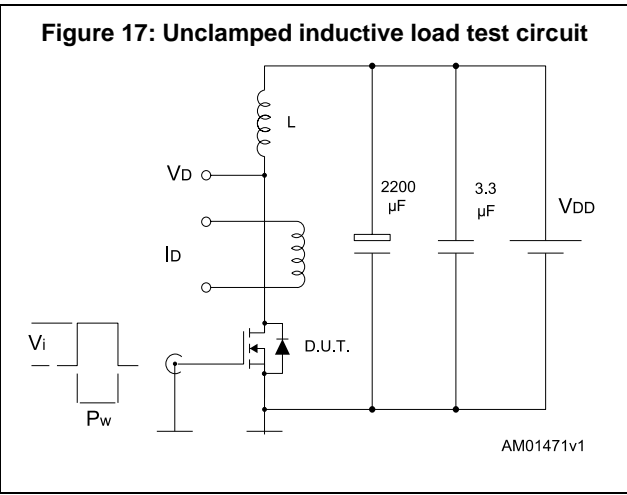 Figure 17: Unclamped inductive load test circuit
L
VD
2200
µF
3.3
µF
VDD
ID
Vi
D.U.T.
Pw
AM01471v1